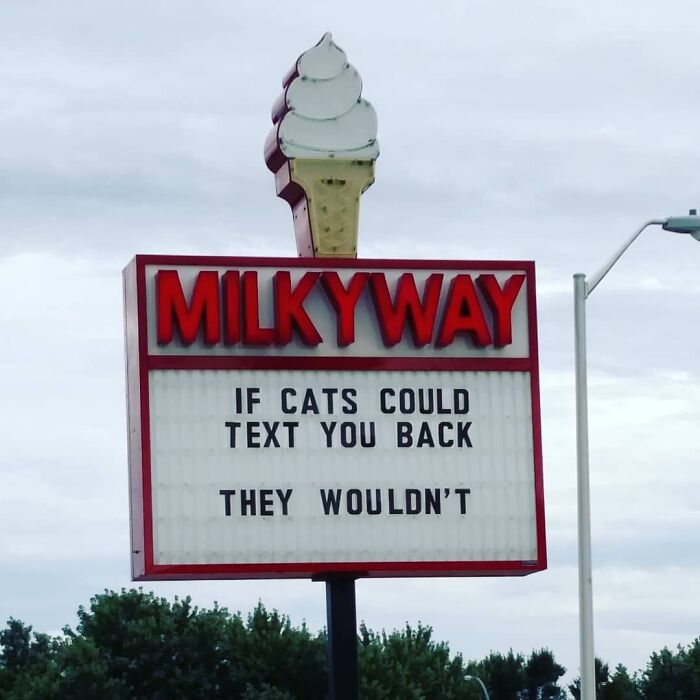 MILKYWAY
IF CATS COULD
TEXT YOU BACK
THEY WOULDN'T